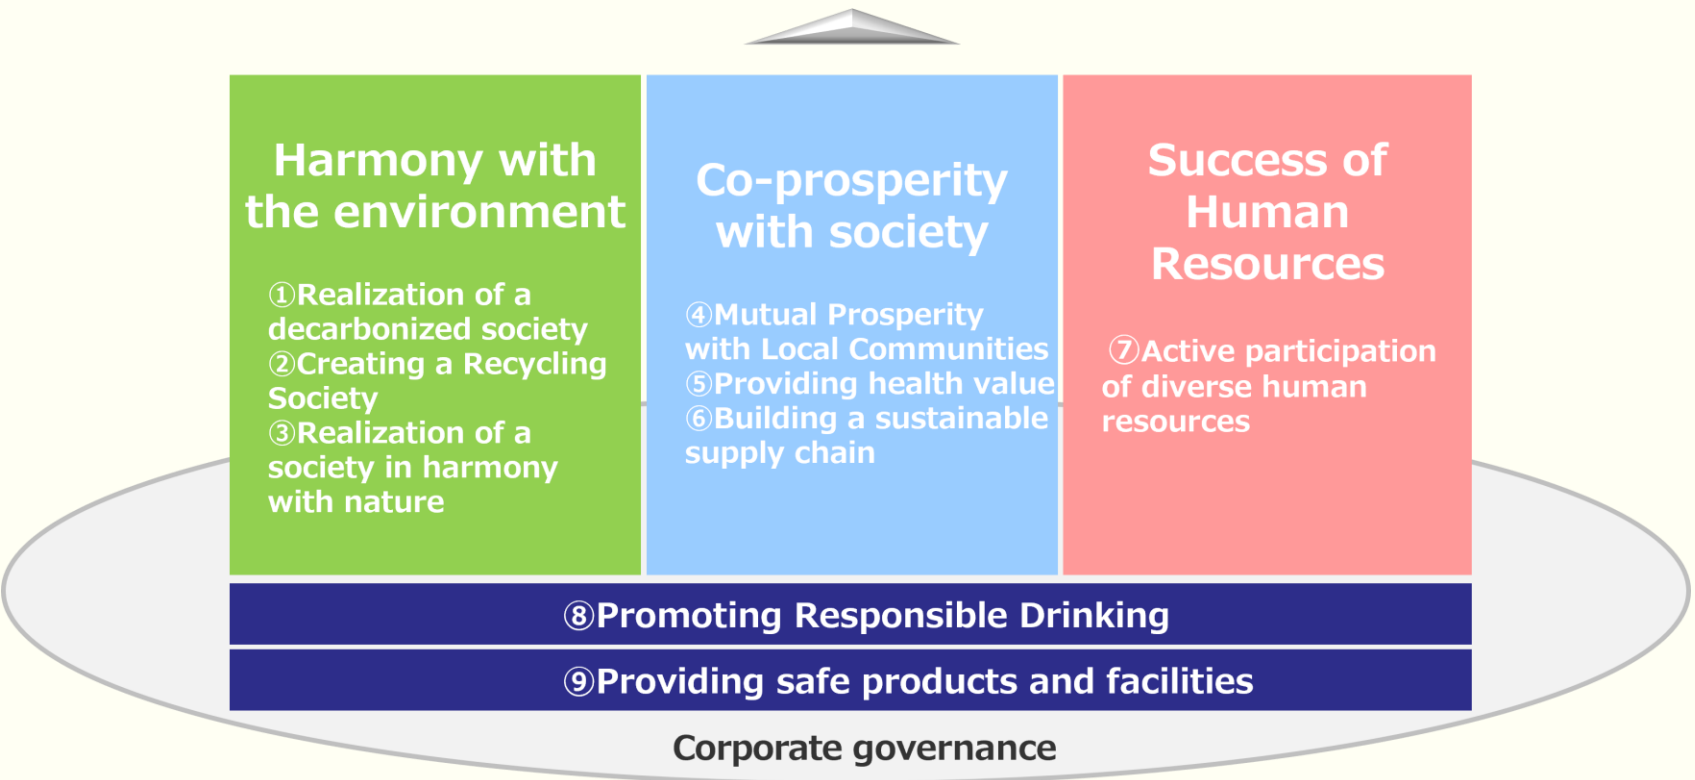 Harmony with
the environment
①Realization of a
decarbonized society
②Creating a Recycling
Society
③Realization of a
society in harmony
with nature
Co-prosperity
with society
④Mutual Prosperity
with Local Communities
⑤Providing health value
⑥Building a sustainable
supply chain
Success of
Human
Resources
⑦Active participation
of diverse human
resources
⑧Promoting Responsible Drinking
⑨Providing safe products and facilities
Corporate governance